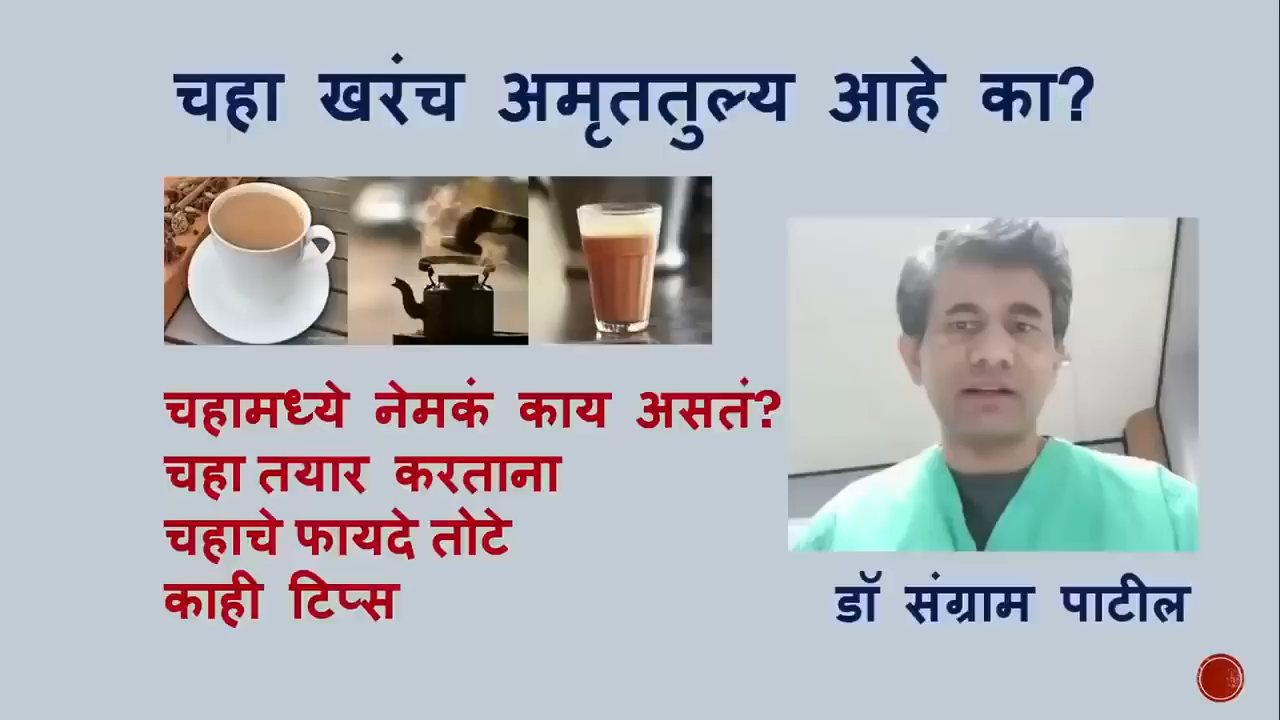 चहा खरंच अमृततुल्य आहे का?
चहामध्ये नेमकं काय असतं?
चहा तयार करताना
चहाचे फायदे तोटे
काही टिप्स
डॉ संग्राम पाटील